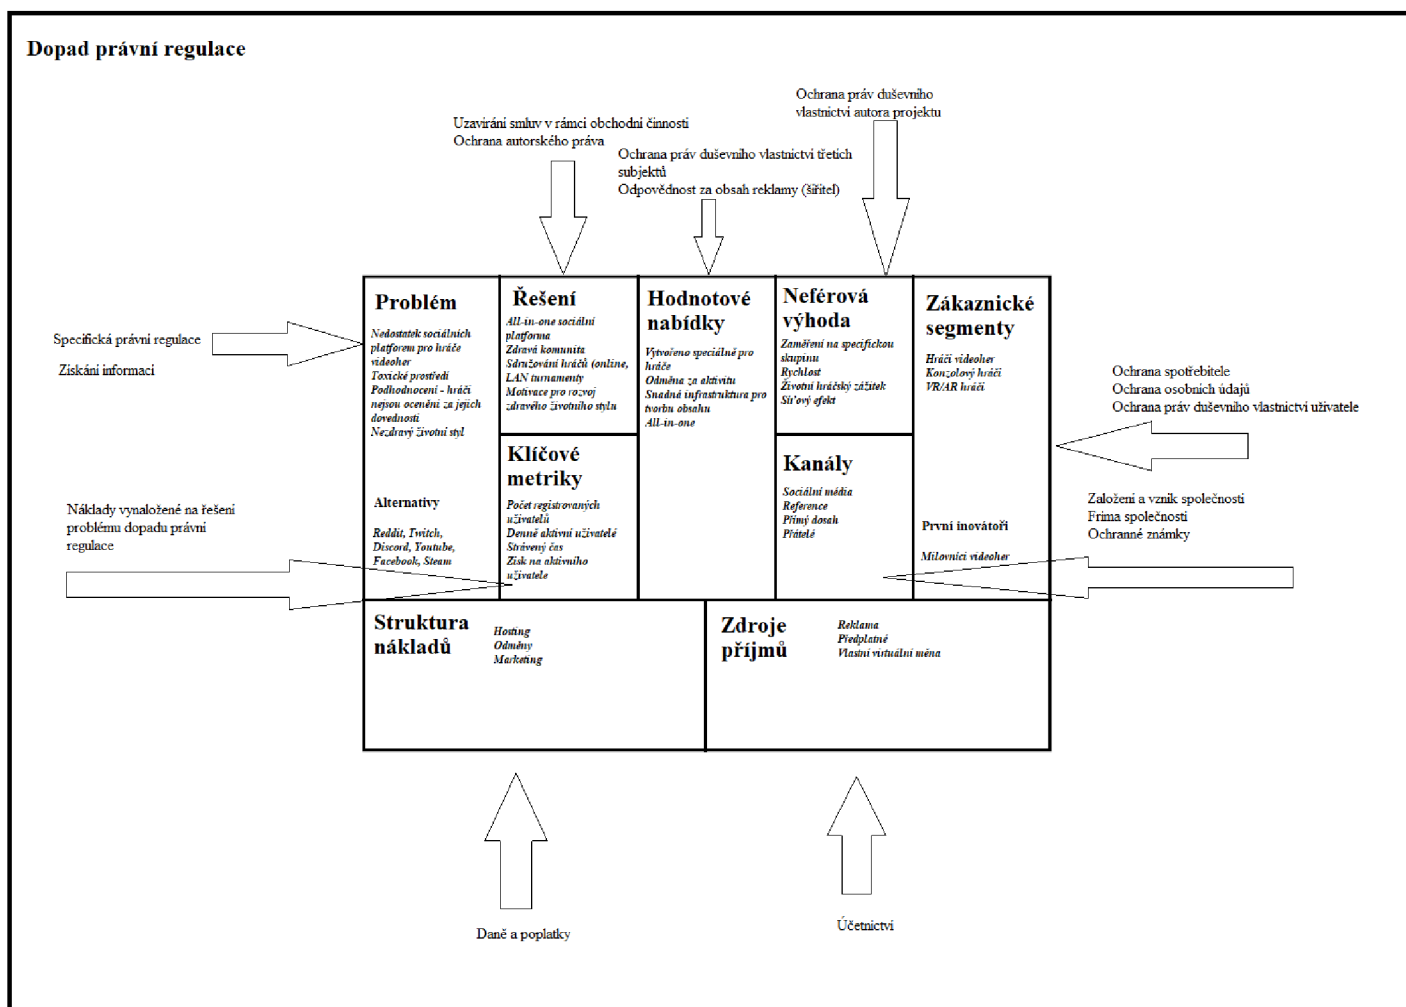 Dopad právní regulace
Ochrana práv duševního
vlastnictví autora projektu
Uzavírání smluv v rámci obchodní činnosti
Ochrana autorského práva
Ochrana práv duševního vlastnictví třetích
subjektů
Odpovědnost za obsah reklamy (šiřitel)
Specifická právní regulace
Získání informací
Náklady vynaložené na řešení
problému dopadu právní
regulace
Problém
Nedostatek sociálních
platforem pro hráče
videoher
Toxické prostředí
Podhodnocení - hráči
nejsou ocenění za jejich
dovednosti
Nezdravý životní styl
Alternativy
Reddit, Twitch,
Discord, Youtube,
Facebook, Steam
Řešení
All-in-one sociální
platforma
Zdravá komunita
Sdružování hráčů (online,
LAN turnamenty
Motivace pro rozvoj
zdravého životního stylu
Klíčové
metriky
Počet registrovaných
uživatelů
Denně aktivní uživatelé
Strávený čas
Zisk na aktivního
uživatele
Hodnotové
nabídky
Vytvořeno speciálně pro
hráče
Odměna za aktivitu
Snadná infrastruktura pro
tvorbu obsahu
All-in-one
Neférová
výhoda
Zaměření na specifickou
skupinu
Rychlost
Životní hráčský zážitek
Síťový efekt
Kanály
Sociální média
Reference
Přímý dosah
Přátelé
Zákaznické
segmenty
Hráči videoher
Konzolový hráči
VR/AR hráči
První inovátoři
Milovníci videoher
Ochrana spotřebitele
Ochrana osobních údajů
Ochrana práv duševního vlastnictví uživatele
Založení a vznik společnosti
Frima společnosti
Ochranné známky
Struktura
nákladů
Hosting
Odměny
Marketing
Zdroje
příjmů
Reklama
Předplatné
Vlastní virtuální měna
Daně a poplatky
Účetnictví